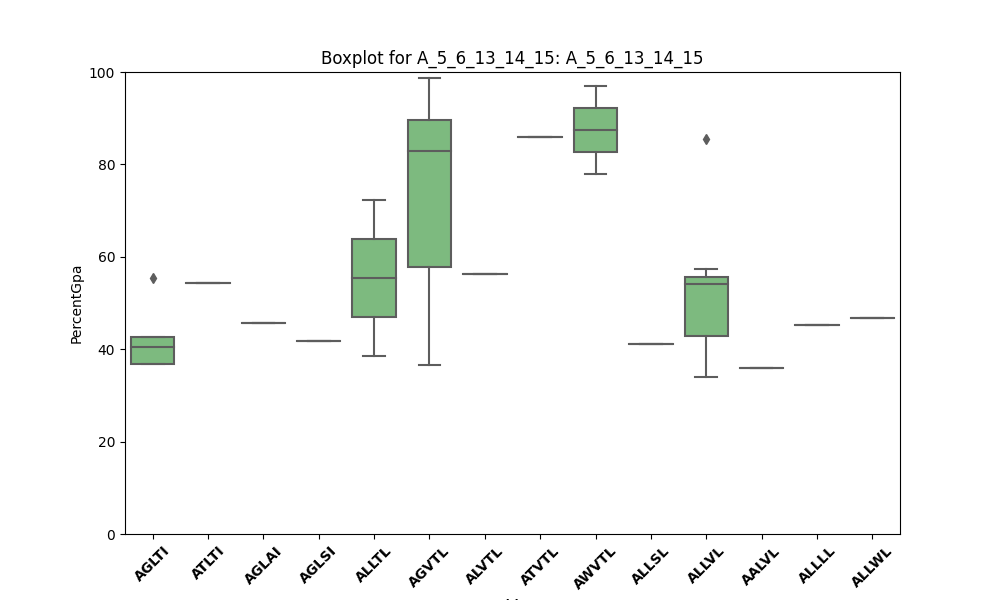 Boxplot for A_5_6_13_14_15: A_5_6_13_14_15
100
80
60
40
20
0
PercentGpa
AGLTI
ATLTI
AGLAI
AGLSI
ALLTL
AGVTL
ALVTL
ATVTL
AWVTL
ALLSL
ALLVL
AALVL
ALLLL
ALLWL